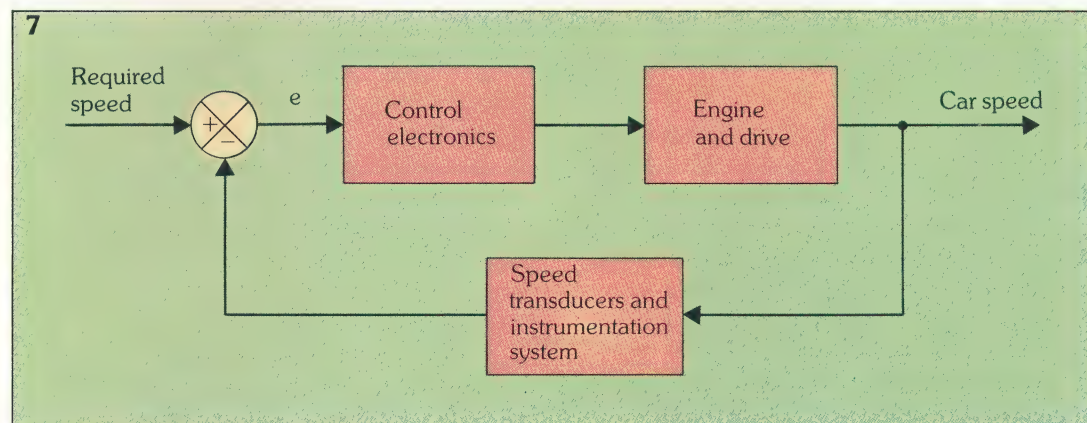 7
Required
speed
+
−
e
Control
electronics
Engine
and drive
Car speed
Speed
transducers and
instrumentation
system